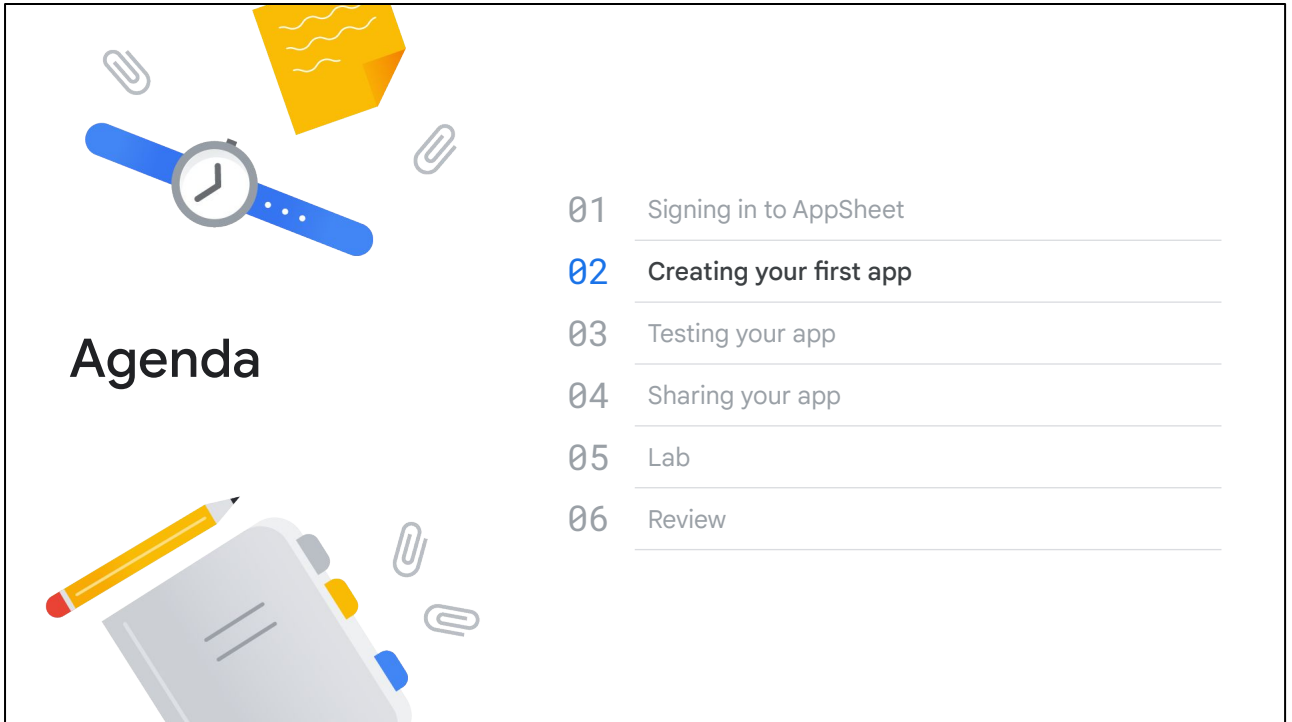 Agenda
01 Signing in to AppSheet
02 Creating your first app
03 Testing your app
04 Sharing your app
05 Lab
06 Review